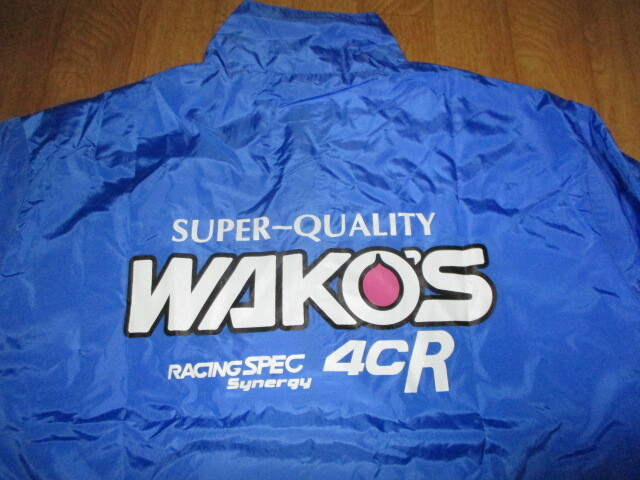 SUPER-QUALITY
WAKO'S
RACING SPEC 4CR
Synergy